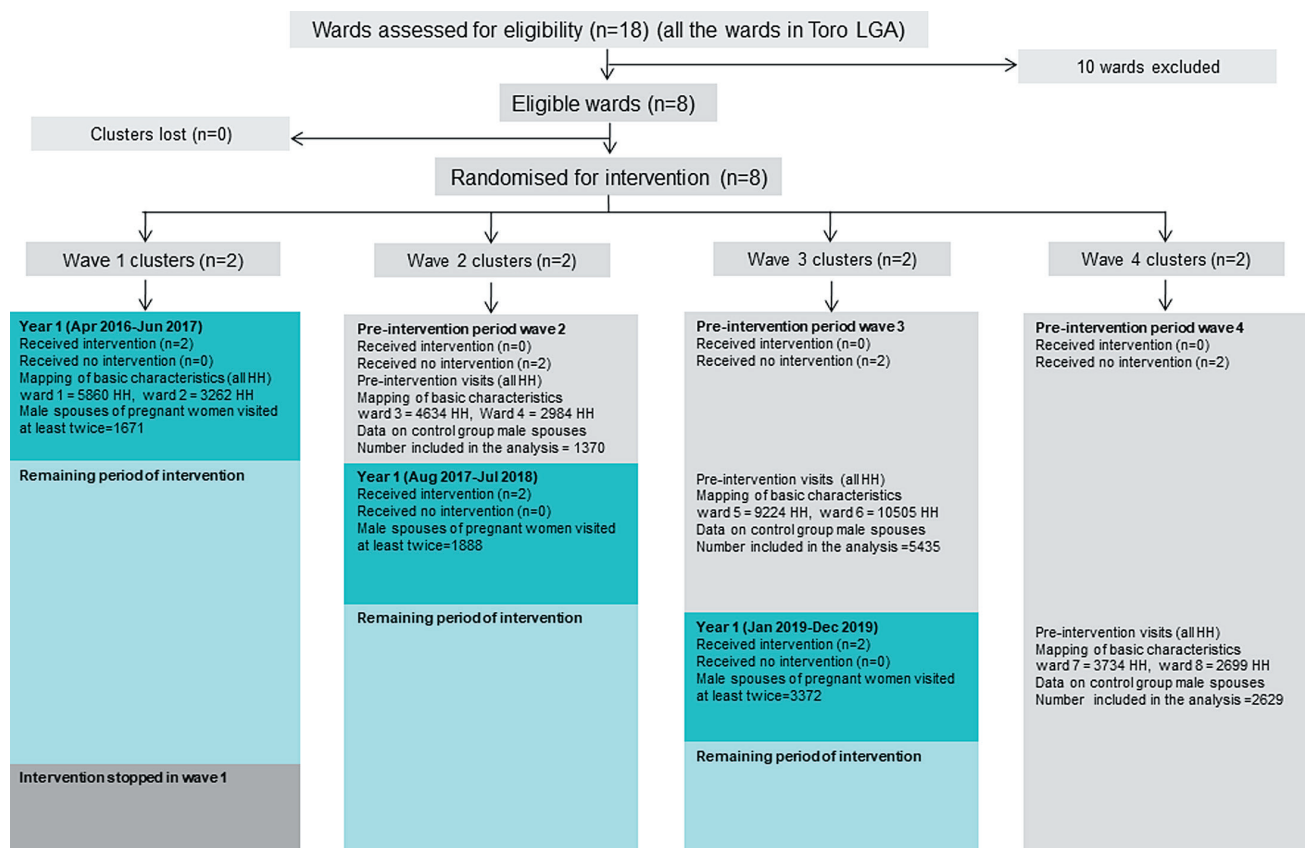 Wards assessed for eligibility (n=18) (all the wards in Toro LGA)
10 wards excluded
Eligible wards (n=8)
Clusters lost (n=0)
Randomised for intervention (n=8)
Wave 1 clusters (n=2)
Wave 2 clusters (n=2)
Wave 3 clusters (n=2)
Wave 4 clusters (n=2)
Year 1 (Apr 2016-Jun 2017)
Received intervention (n=2)
Received no intervention (n=0)
Mapping of basic characteristics (all HH)
ward 1 = 5860 HH, ward 2 = 3262 HH
Male spouses of pregnant women visited
at least twice=1671
Remaining period of intervention
Intervention stopped in wave 1
Pre-intervention period wave 2
Received intervention (n=0)
Received no intervention (n=2)
Pre-intervention visits (all HH)
Mapping of basic characteristics
ward 3 = 4634 HH, Ward 4 = 2984 HH
Data on control group male spouses
Number included in the analysis = 1370
Year 1 (Aug 2017-Jul 2018)
Received intervention (n=2)
Received no intervention (n=0)
Male spouses of pregnant women visited
at least twice=1888
Remaining period of intervention
Pre-intervention period wave 3
Received intervention (n=0)
Received no intervention (n=2)
Pre-intervention visits (all HH)
Mapping of basic characteristics
ward 5 = 9224 HH, ward 6 = 10505 HH
Data on control group male spouses
Number included in the analysis =5435
Year 1 (Jan 2019-Dec 2019)
Received intervention (n=2)
Received no intervention (n=0)
Male spouses of pregnant women visited
at least twice=3372
Remaining period of intervention
Pre-intervention period wave 4
Received intervention (n=0)
Received no intervention (n=2)
Pre-intervention visits (all HH)
Mapping of basic characteristics
ward 7 = 3734 HH, ward 8 = 2699 HH
Data on control group male spouses
Number included in the analysis =2629